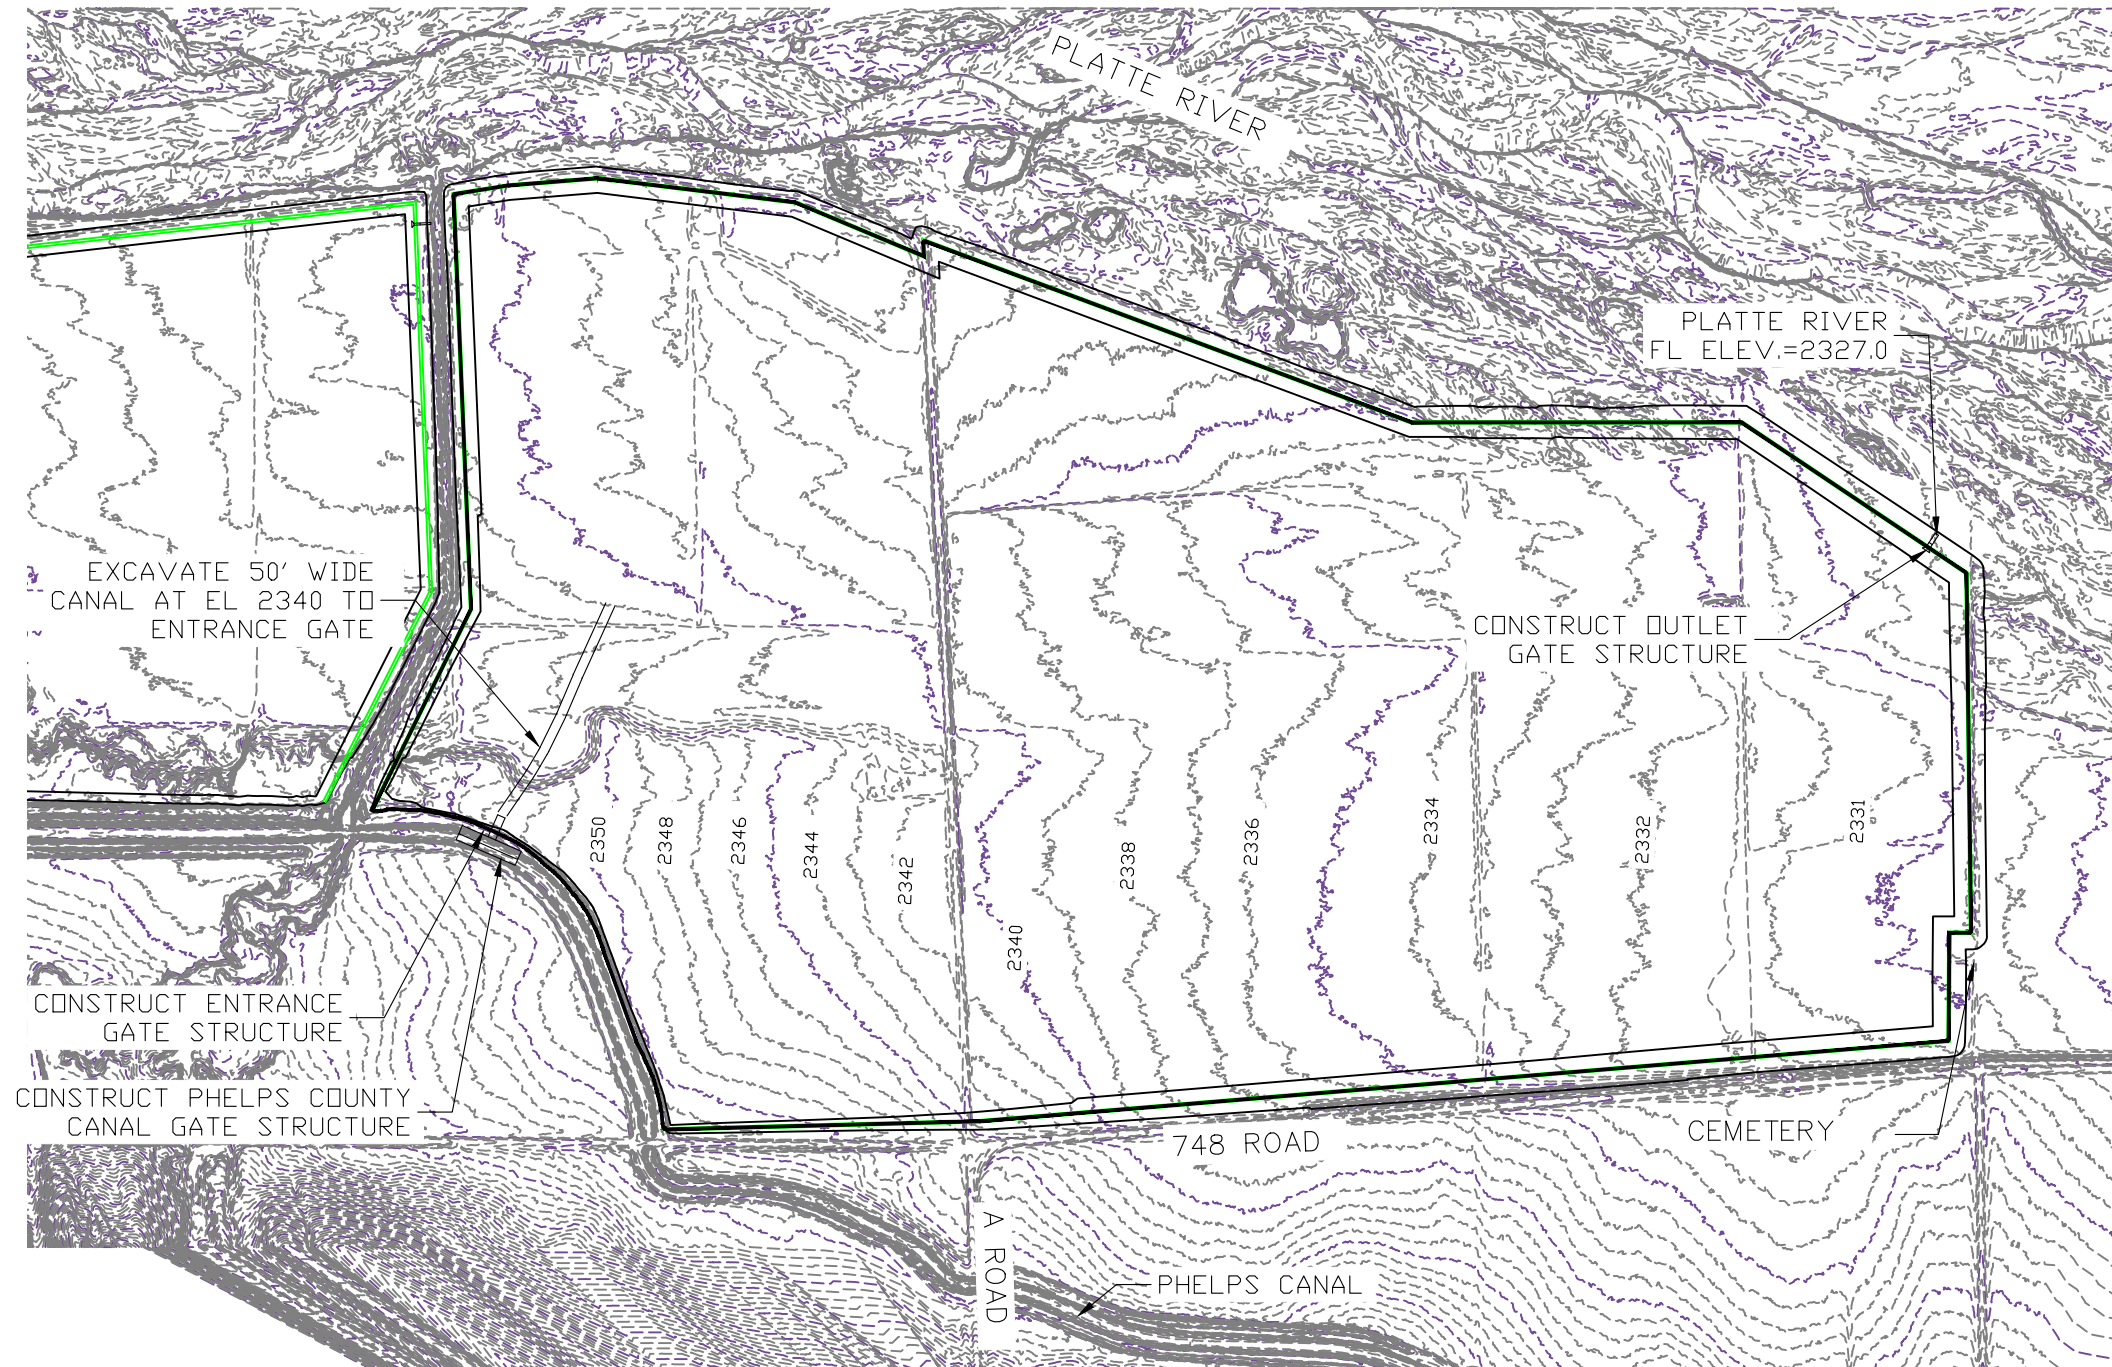 PLATTE RIVER
PLATTE RIVER
FL ELEV.=2327.0
EXCAVATE 50' WIDE
CANAL AT EL 2340 TO
ENTRANCE GATE
CONSTRUCT OUTLET
GATE STRUCTURE
2350
2348
2346
2344
2342
2340
2338
2336
2334
2332
2331
CONSTRUCT ENTRANCE
GATE STRUCTURE
CONSTRUCT PHELPS COUNTY
CANAL GATE STRUCTURE
748 ROAD
CEMETERY
A ROAD
PHELPS CANAL